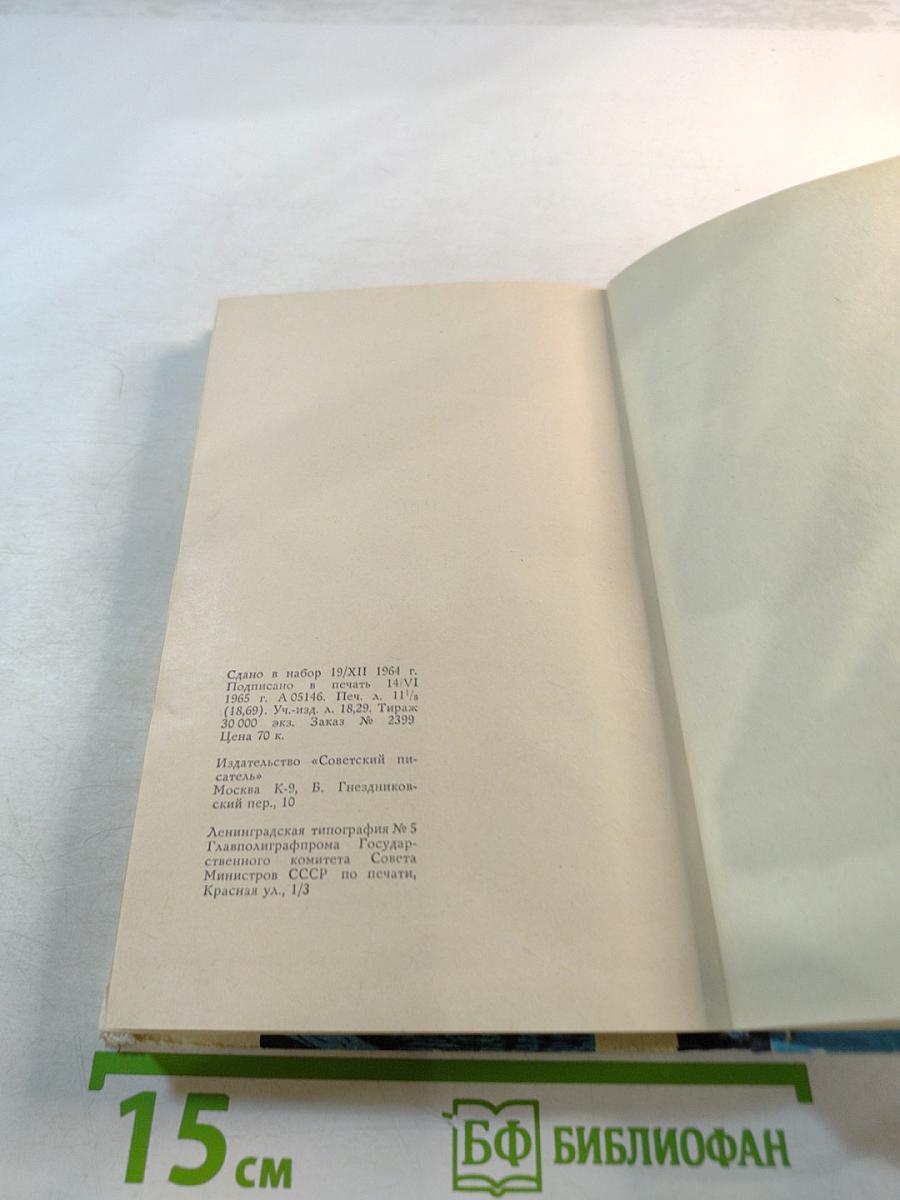 Сдано в набор 19/XII 1964 г.
Подписано в печать 14/VI
1965 г. А 05146. Печ. л. 11¹/₈
(18,69). Уч.-изд. л. 18,29. Тираж
30 000 экз. Заказ № 2399
Цена 70 к.
Издательство «Советский пи-
сатель»
Москва К-9, Б. Гнездников-
ский пер., 10
Ленинградская типография № 5
Главполиграфпрома Государ-
ственного комитета Совета
Министров СССР по печати,
Красная ул., 1/3
15 см
БФ БИБЛИОФАН